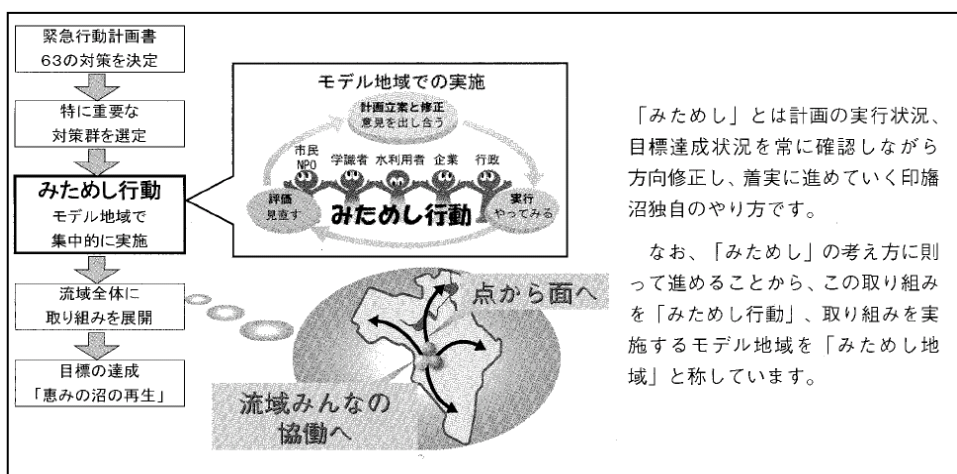 緊急行動計画書
63の対策を決定
特に重要な
対策群を選定
みためし行動
モデル地域で
集中的に実施
流域全体に
取り組みを展開
目標の達成
「恵みの沼の再生」
モデル地域での実施
計画立案と修正
意見を出し合う
市民
NPO
学識者
水利用者
企業
行政
評価
見直す
みためし行動
実行
やってみる
点から面へ
流域みんなの
協働へ
「みためし」とは計画の実行状況、
目標達成状況を常に確認しながら
方向修正し、着実に進めていく印旛
沼独自のやり方です。
なお、「みためし」の考え方に則
って進めることから、この取り組み
を「みためし行動」、取り組みを実
施するモデル地域を「みためし地
域」と称しています。